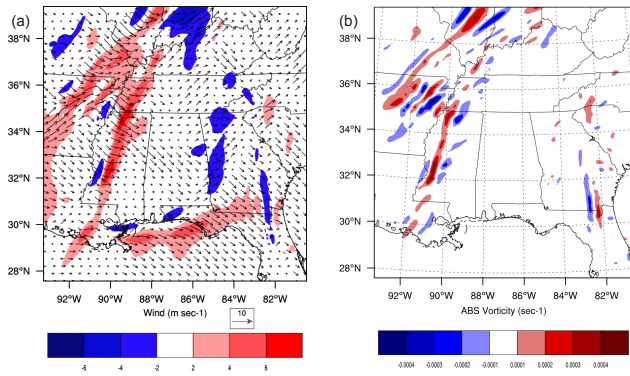 (a)
(b)
38°N
36°N
34°N
32°N
30°N
28°N
92°W 90°W 88°W 86°W 84°W 82°W
Wind (m sec-1)
10
-6 -4 -2 2 4 6
38°N
36°N
34°N
32°N
30°N
28°N
92°W 90°W 88°W 86°W 84°W 82°W
ABS Vorticity (sec-1)
-0.0004 -0.0003 -0.0002 -0.0001 0.0001 0.0002 0.0003 0.0004